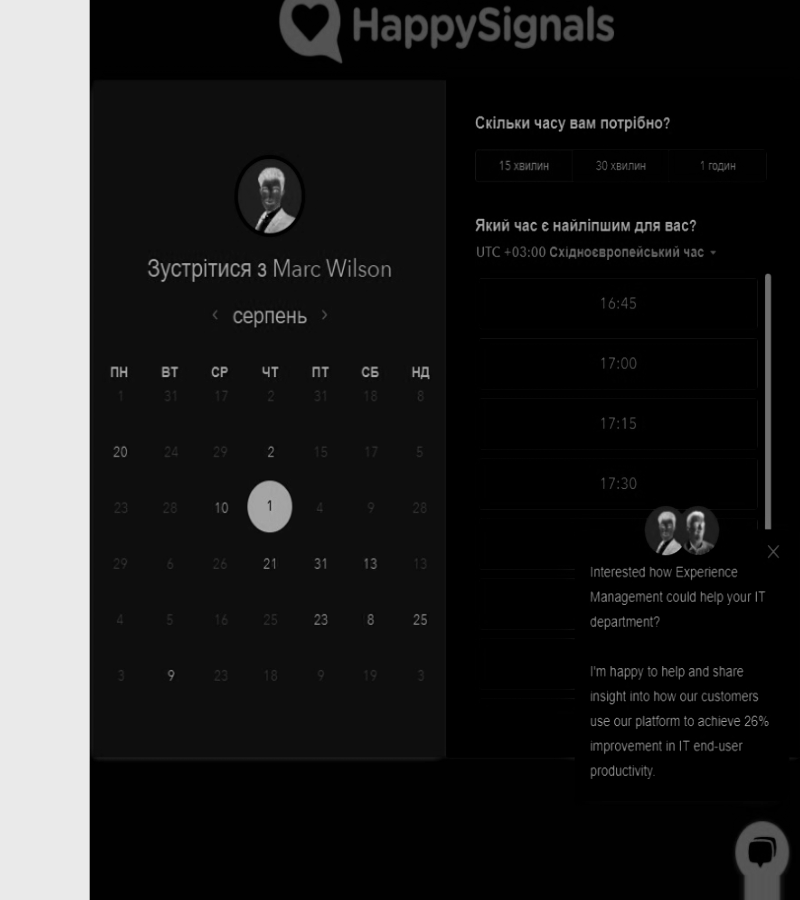 HappySignals
Зустрітися з Marc Wilson
‹ серпень ›
ПН ВТ СР ЧТ ПТ СБ НД
1 31 17 2 31 18 8
20 24 29 2 15 17 5
23 28 10 1 4 9 28
29 6 26 21 31 13 13
4 5 16 25 23 8 25
3 9 23 18 9 19 3
Скільки часу вам потрібно?
15 хвилин 30 хвилин 1 годин
Який час є найліпшим для вас?
UTC +03:00 Східноєвропейський час
16:45
17:00
17:15
17:30
Interested how Experience
Management could help your IT
department?
I'm happy to help and share
insight into how our customers
use our platform to achieve 26%
improvement in IT end-user
productivity.